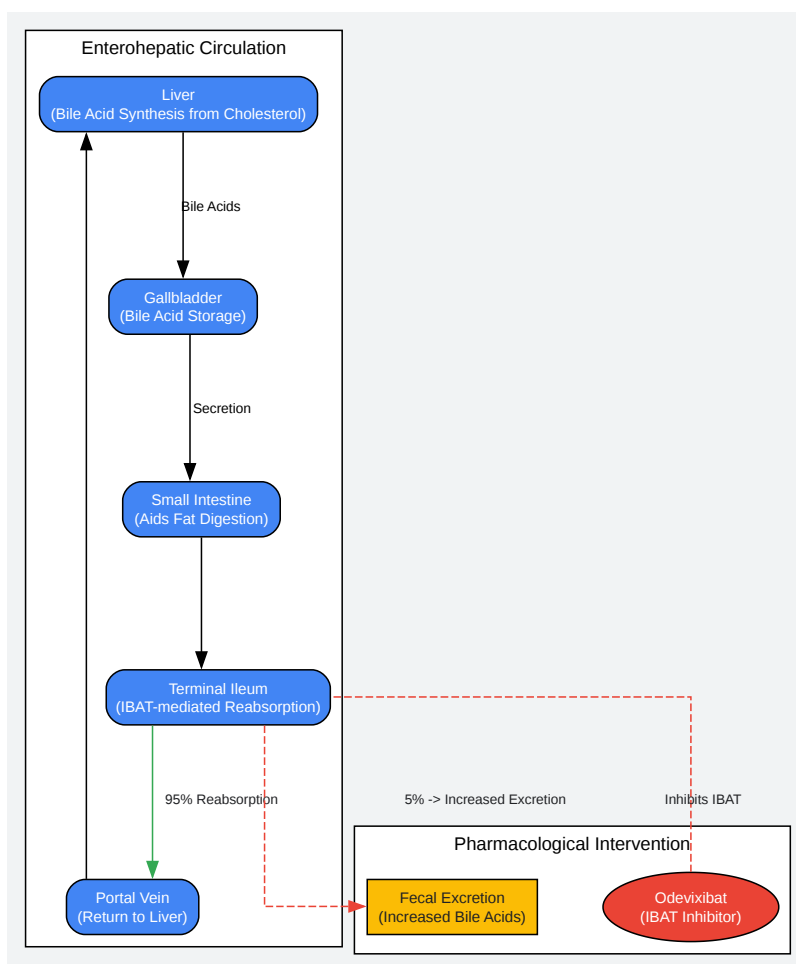 Enterohepatic Circulation
Liver
(Bile Acid Synthesis from Cholesterol)
Bile Acids
Gallbladder
(Bile Acid Storage)
Secretion
Small Intestine
(Aids Fat Digestion)
Terminal Ileum
(IBAT-mediated Reabsorption)
95% Reabsorption
5% -> Increased Excretion
Inhibits IBAT
Pharmacological Intervention
Portal Vein
(Return to Liver)
Fecal Excretion
(Increased Bile Acids)
Odevixibat
(IBAT Inhibitor)